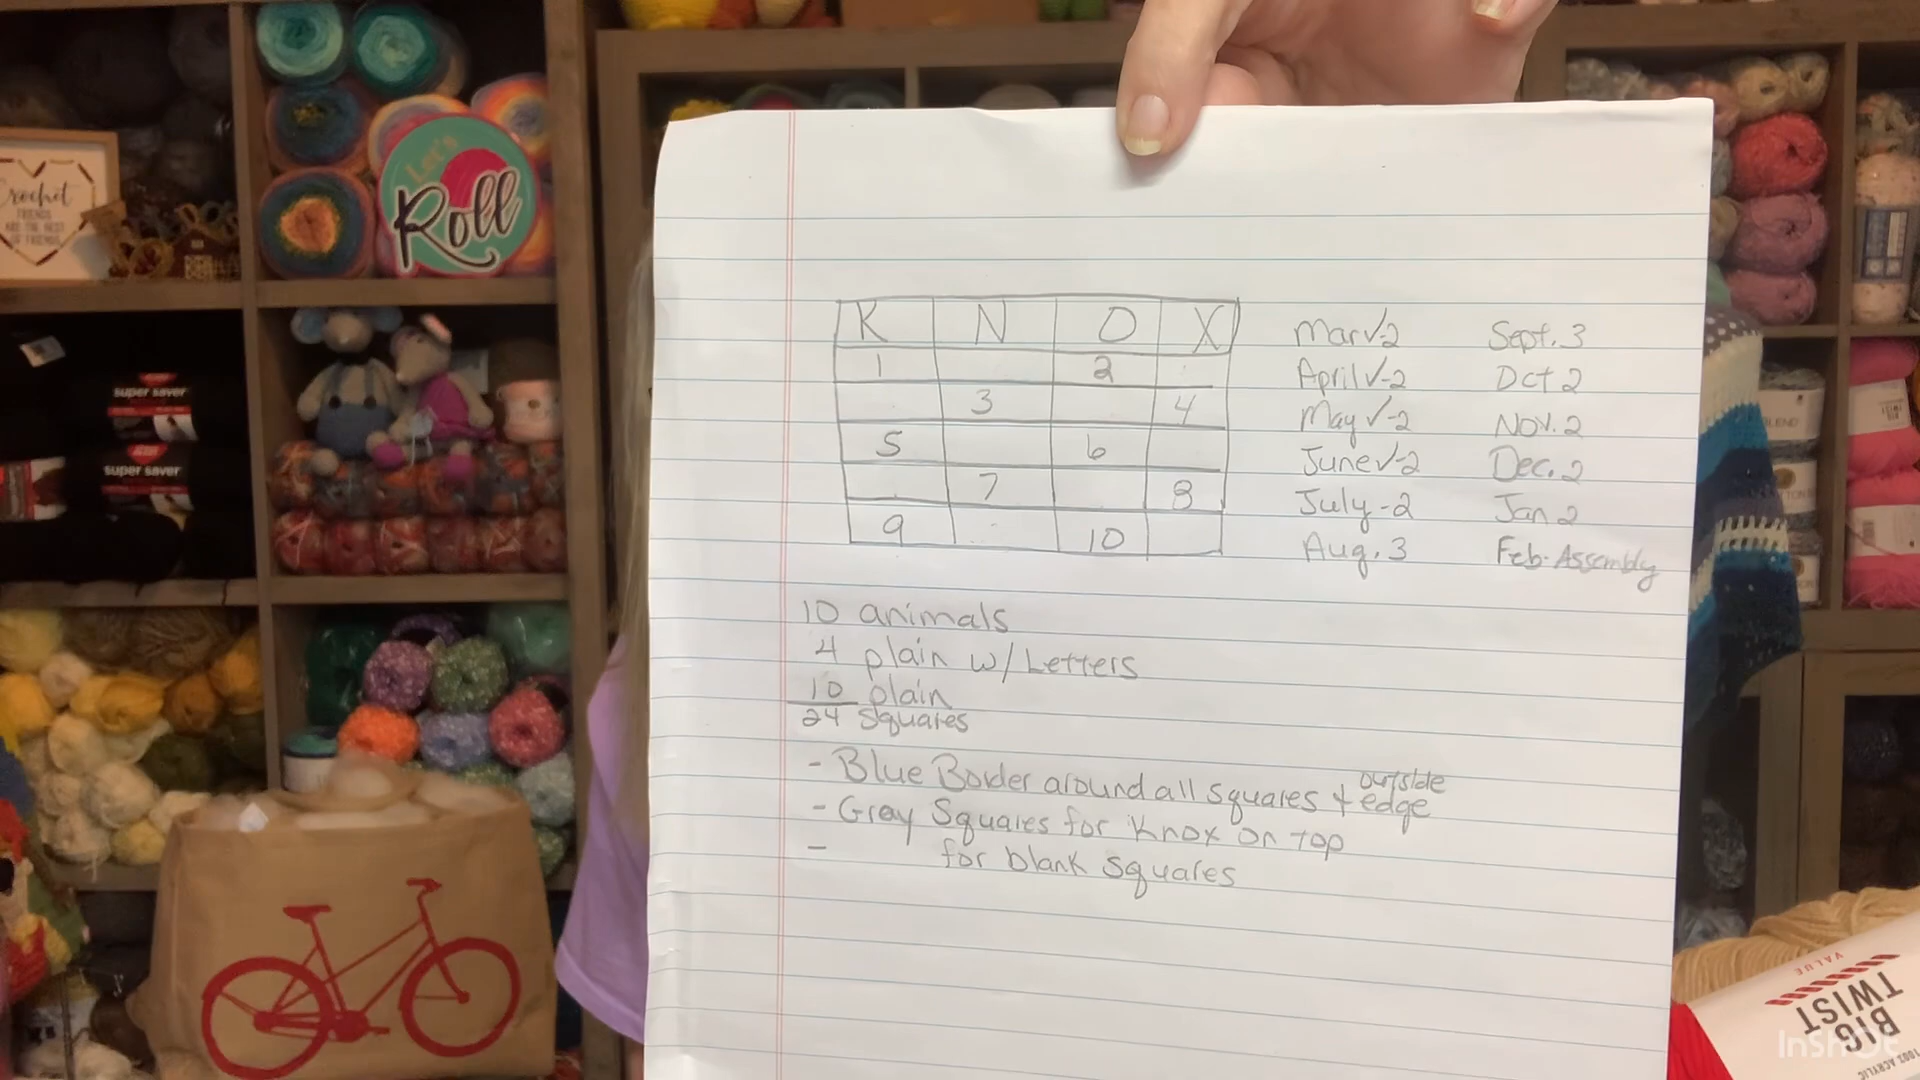 Crochet
FRIENDS
ARE THE BEST
OF FRIENDS
Let's
Roll
super saver
super saver
K N O X
1 2
3 4
5 6
7 8
9 10
Mar✓-2 Sept. 3
April✓-2 Oct 2
May✓-2 Nov. 2
June✓-2 Dec. 2
July-2 Jan 2
Aug. 3 Feb-Assembly
10 animals
4 plain w/ Letters
10 plain
24 squares
- Blue Border around all squares + outside edge
- Gray Squares for Knox on top
- for blank squares
VALUE
BIG
TWIST
100% ACRYLIC
InShot